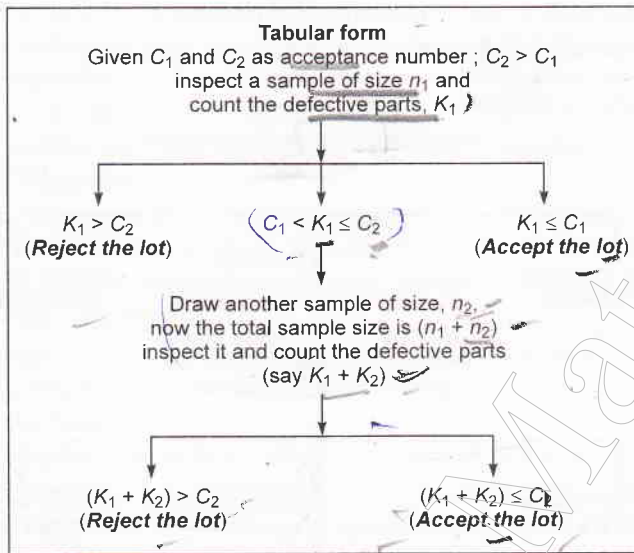 Tabular form
Given C₁ and C₂ as acceptance number ; C₂ > C₁
inspect a sample of size n₁ and
count the defective parts, K₁
K₁ > C₂
(Reject the lot)
C₁ < K₁ ≤ C₂
K₁ ≤ C₁
(Accept the lot)
Draw another sample of size, n₂,
now the total sample size is (n₁ + n₂)
inspect it and count the defective parts
(say K₁ + K₂)
(K₁ + K₂) > C₂
(Reject the lot)
(K₁ + K₂) ≤ C
(Accept the lot)